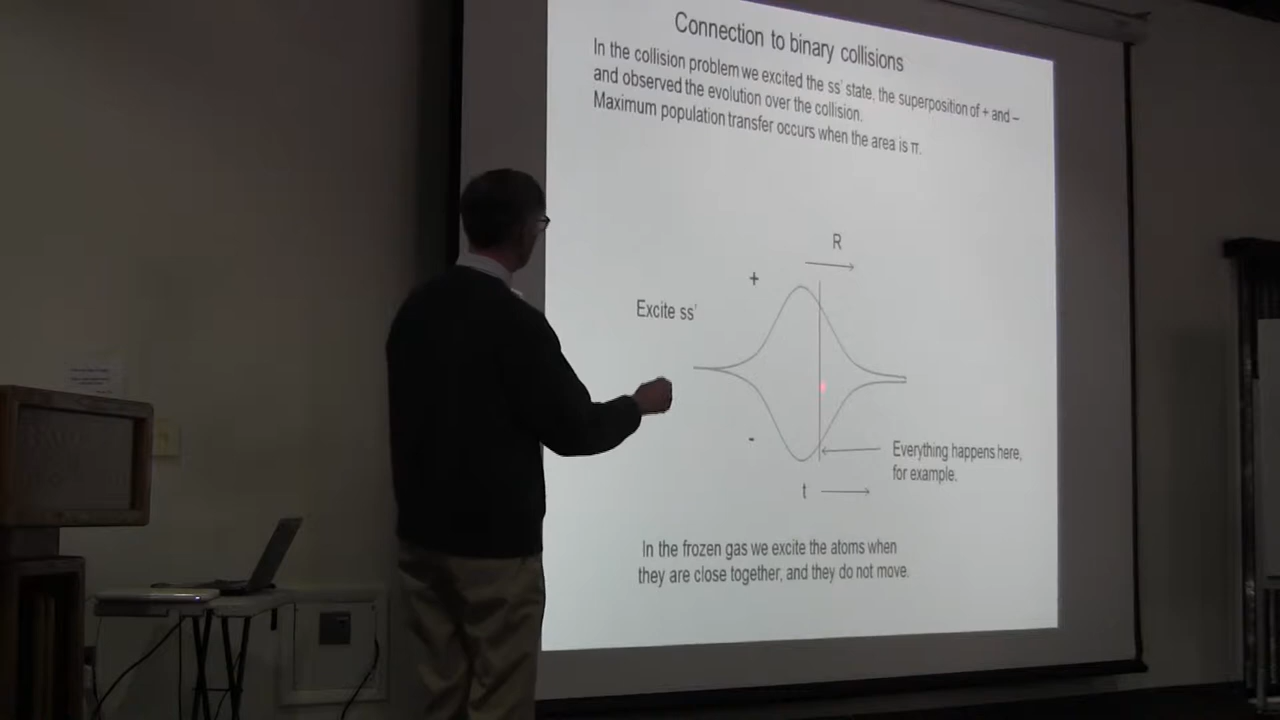 Connection to binary collisions
In the collision problem we excited the ss' state, the superposition of + and –
and observed the evolution over the collision.
Maximum population transfer occurs when the area is π.
R
+
Excite ss'
-
Everything happens here,
for example.
t
In the frozen gas we excite the atoms when
they are close together, and they do not move.